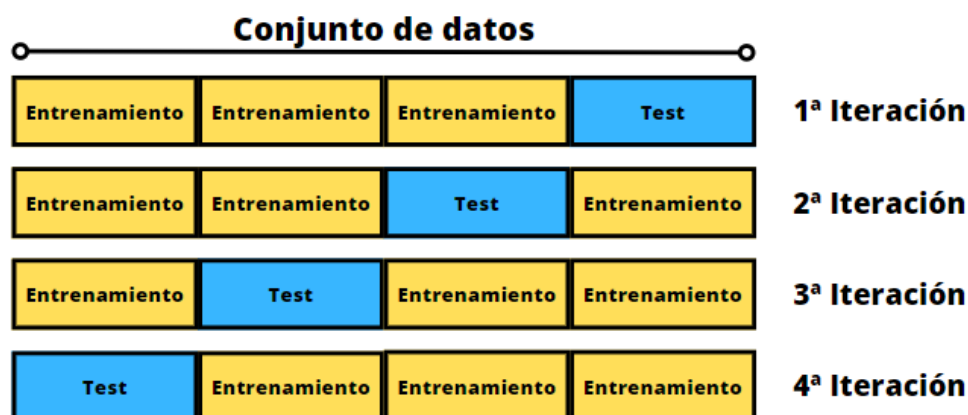 Conjunto de datos
Entrenamiento Entrenamiento Entrenamiento Test 1ª Iteración
Entrenamiento Entrenamiento Test Entrenamiento 2ª Iteración
Entrenamiento Test Entrenamiento Entrenamiento 3ª Iteración
Test Entrenamiento Entrenamiento Entrenamiento 4ª Iteración